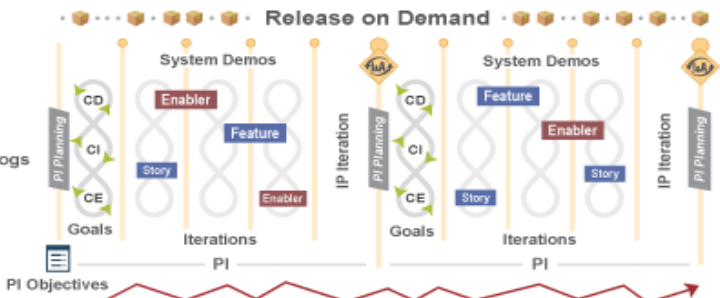 Release on Demand
System Demos
System Demos
I&A
I&A
CD
Enabler
CD
Feature
Feature
Enabler
PI Planning
CI
IP Iteration
PI Planning
CI
IP Iteration
PI Planning
ogs
Story
Story
CE
Enabler
CE
Story
Goals
Iterations
Goals
Iterations
PI
PI
PI Objectives